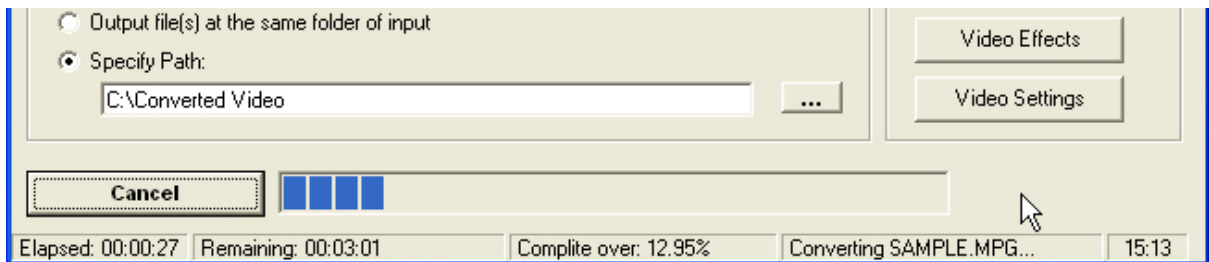 Output file(s) at the same folder of input
Video Effects
Specify Path:
C:\Converted Video
...
Video Settings
Cancel
Elapsed: 00:00:27 Remaining: 00:03:01 Complite over: 12.95% Converting SAMPLE.MPG... 15:13